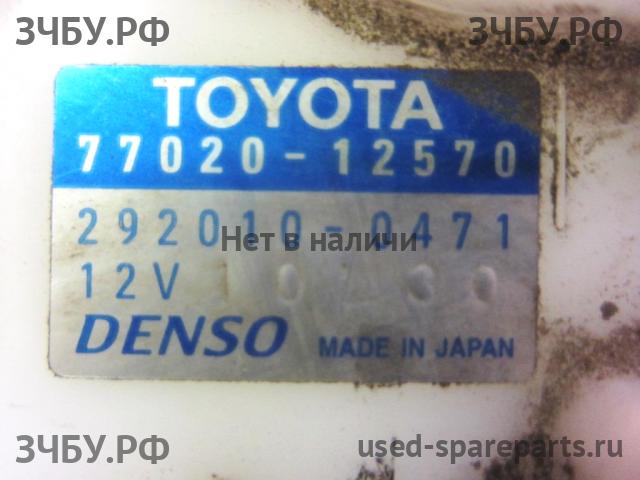 ЗЧБУ.РФ ЗЧБУ.РФ
TOYOTA
77020-12570
292010-0471
Нет в наличи
12V
DENSO MADE IN JAPAN
ЗЧБУ.РФ used-spareparts.ru